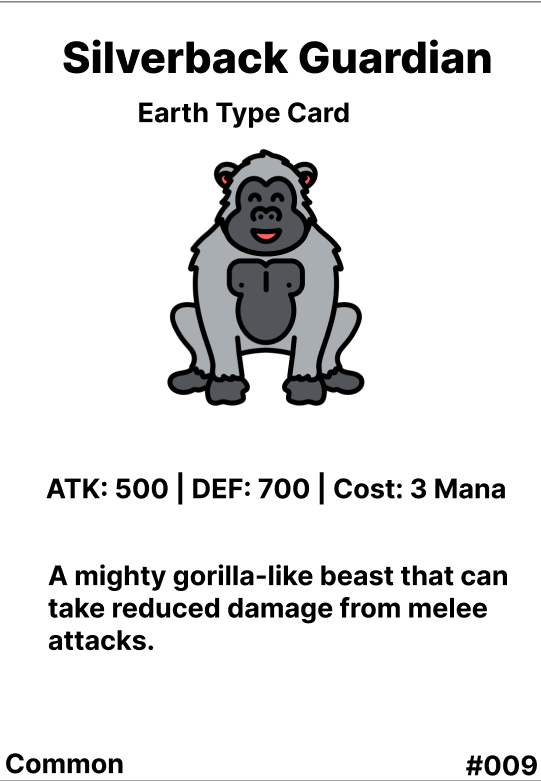 Silverback Guardian
Earth Type Card
ATK: 500 | DEF: 700 | Cost: 3 Mana
A mighty gorilla-like beast that can
take reduced damage from melee
attacks.
Common
#009